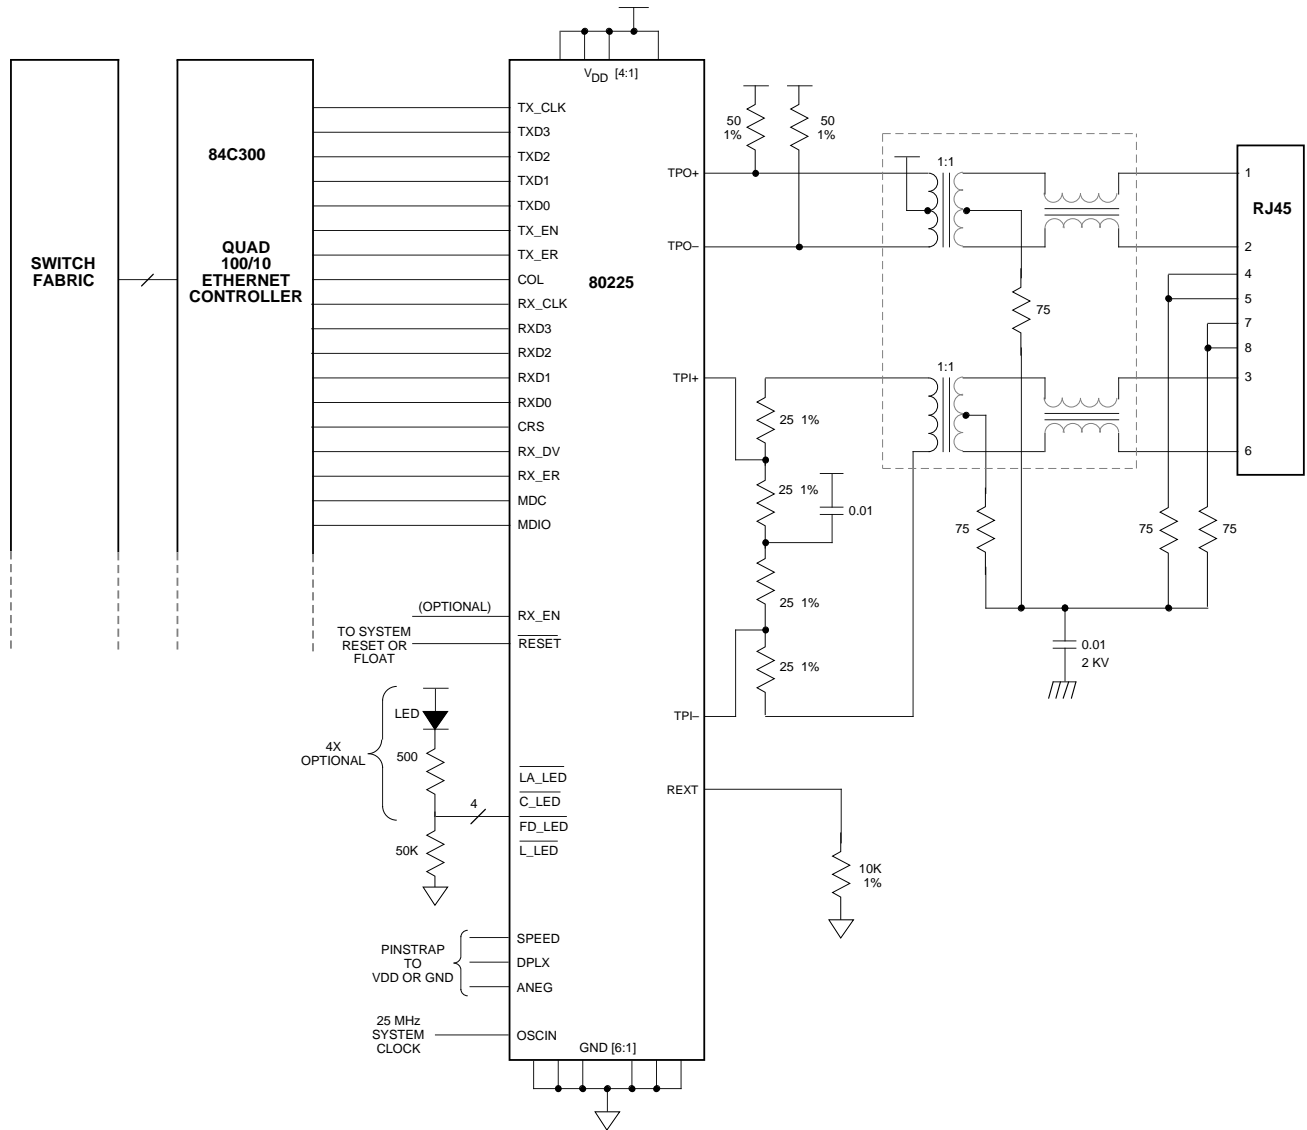 SWITCH
FABRIC
84C300
QUAD
100/10
ETHERNET
CONTROLLER
VDD [4:1]
TX_CLK
TXD3
TXD2
TXD1
TXD0
TX_EN
TX_ER
COL
RX_CLK
RXD3
RXD2
RXD1
RXD0
CRS
RX_DV
RX_ER
MDC
MDIO
(OPTIONAL)
RX_EN
TO SYSTEM
RESET OR
FLOAT
RESET
LED
4X
OPTIONAL
500
50K
4
LA_LED
C_LED
FD_LED
L_LED
PINSTRAP
TO
VDD OR GND
SPEED
DPLX
ANEG
25 MHz
SYSTEM
CLOCK
OSCIN
GND [6:1]
80225
TPO+
TPO–
TPI+
TPI–
REXT
50
1%
50
1%
1:1
75
1:1
25 1%
25 1%
0.01
25 1%
25 1%
75
75
75
0.01
2 KV
10K
1%
RJ45
1
2
4
5
7
8
3
6